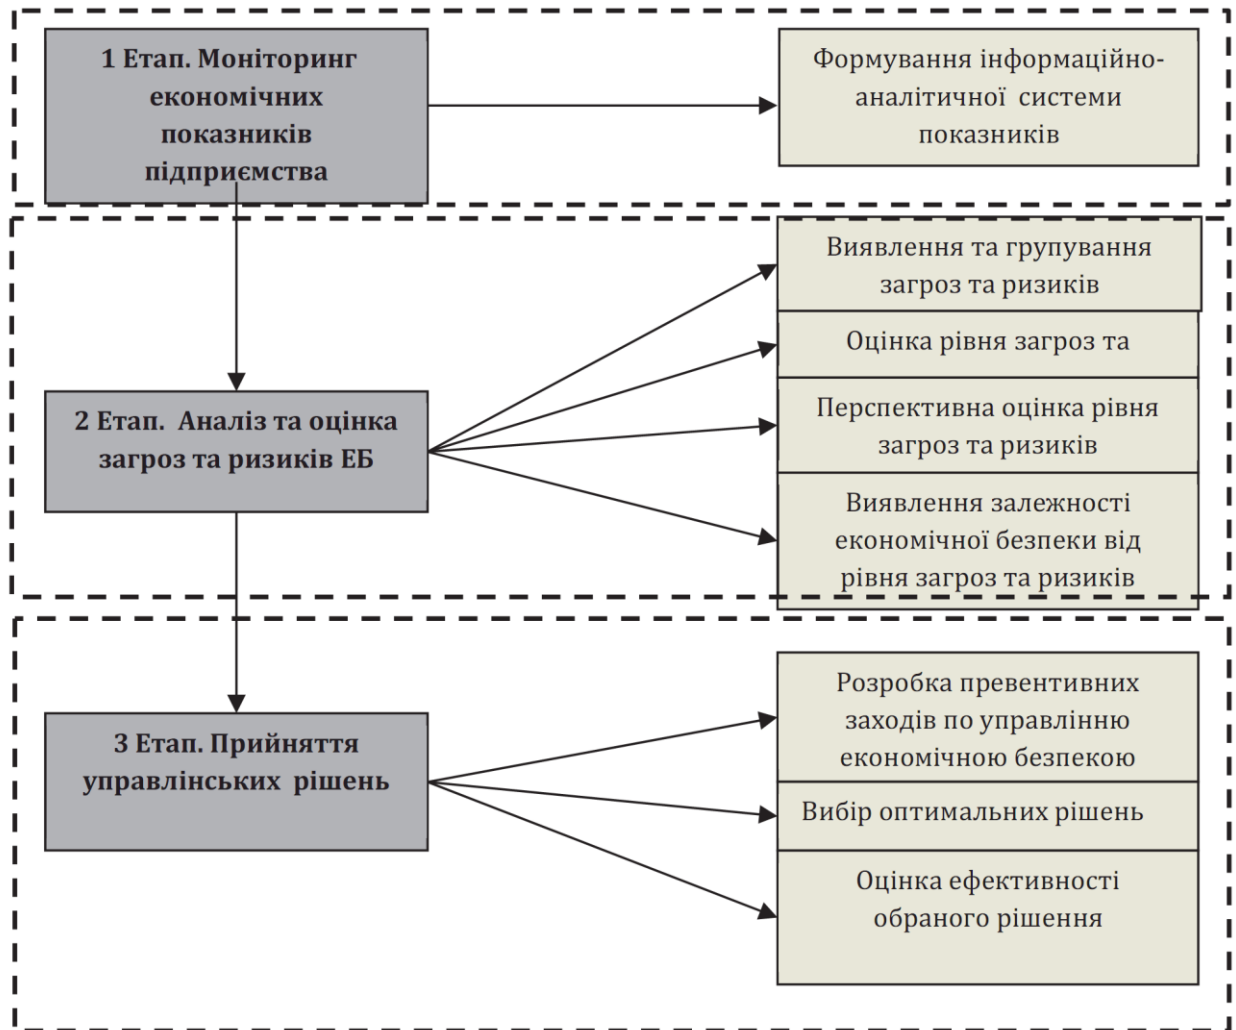 1 Етап. Моніторинг
економічних
показників
підприємства
Формування інформаційно-
аналітичної системи
показників
2 Етап. Аналіз та оцінка
загроз та ризиків ЕБ
Виявлення та групування
загроз та ризиків
Оцінка рівня загроз та
Перспективна оцінка рівня
загроз та ризиків
Виявлення залежності
економічної безпеки від
рівня загроз та ризиків
3 Етап. Прийняття
управлінських рішень
Розробка превентивних
заходів по управлінню
економічною безпекою
Вибір оптимальних рішень
Оцінка ефективності
обраного рішення